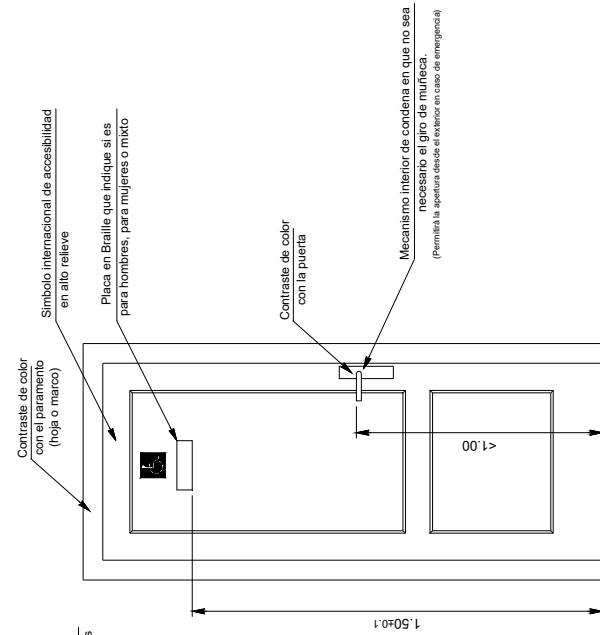 Contraste de color
con el paramento
(hoja o marco)
Simbolo internacional de accesibilidad
en alto relieve
Placa en Braille que indique si es
para hombres, para mujeres o mixto
Contraste de color
con la puerta
Mecanismo interior de condena en que no sea
necesario el giro de muñeca.
(Permitirá la apertura desde el exterior en caso de emergencia)
<1.00
1.50±0.1
s